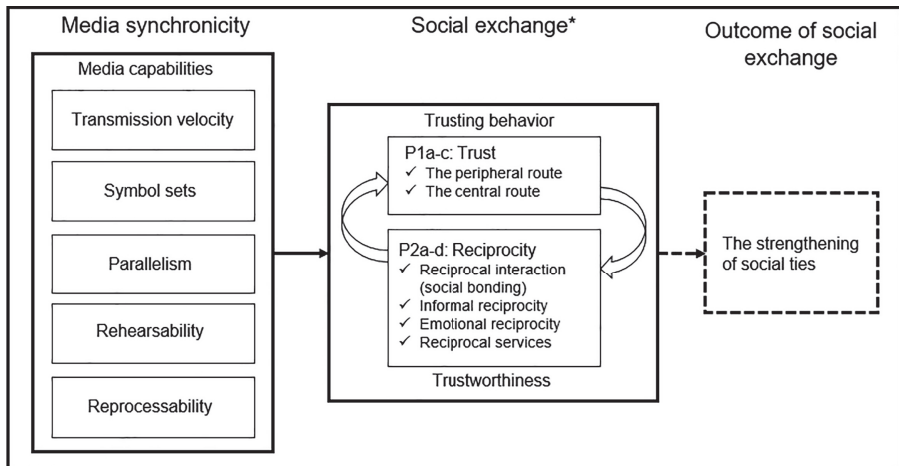 Media synchronicity
Media capabilities
Transmission velocity
Symbol sets
Parallelism
Rehearsability
Reprocessability
Social exchange*
Trusting behavior
P1a-c: Trust
✓ The peripheral route
✓ The central route
P2a-d: Reciprocity
✓ Reciprocal interaction
(social bonding)
✓ Informal reciprocity
✓ Emotional reciprocity
✓ Reciprocal services
Trustworthiness
Outcome of social
exchange
The strengthening
of social ties